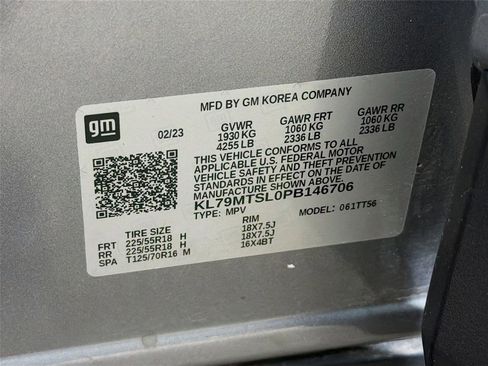 MFD BY GM KOREA COMPANY
gm
02/23 GVWR GAWR FRT GAWR RR
1930 KG 1060 KG 1060 KG
4255 LB 2336 LB 2336 LB
THIS VEHICLE CONFORMS TO ALL
APPLICABLE U.S. FEDERAL MOTOR
VEHICLE SAFETY AND THEFT PREVENTION
STANDARDS IN EFFECT ON THE DATE OF
MANUFACTURE SHOWN ABOVE.
KL79MTSL0PB146706
TYPE: MPV MODEL: 061TT56
TIRE SIZE RIM
FRT 225/55R18 H 18X7.5J
RR 225/55R18 H 18X7.5J
SPA T125/70R16 M 16X4BT